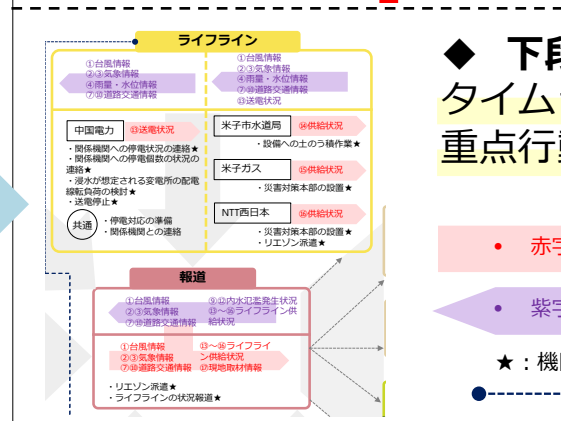 ライフライン
①台風情報
②③気象情報
④雨量・水位情報
⑦⑩道路交通情報
①台風情報
②③気象情報
④雨量・水位情報
⑦⑩道路交通情報
⑬送電状況
中国電力 ⑬送電状況
・関係機関への停電状況の連絡★
・関係機関への停電個数の状況の
連絡★
・浸水が想定される変電所の配電
線転負荷の検討★
・送電停止★
共通
・停電対応の準備
・関係機関との連絡
米子市水道局 ⑭供給状況
・設備への土のう積作業★
米子ガス ⑮供給状況
・災害対策本部の設置★
NTT西日本 ⑯供給状況
・災害対策本部の設置★
・リエゾン派遣★
報道
①台風情報
②③気象情報
⑦⑩道路交通情報
⑨⑫内水氾濫発生状況
⑬～⑯ライフライン供
給状況
①台風情報
②③気象情報
⑦⑩道路交通情報
⑬～⑯ライフライ
ン供給状況
⑰現地取材情報
・リエゾン派遣★
・ライフラインの状況報道★
◆ 下段
タイム
重点行動
• 赤字
• 紫字
★：機